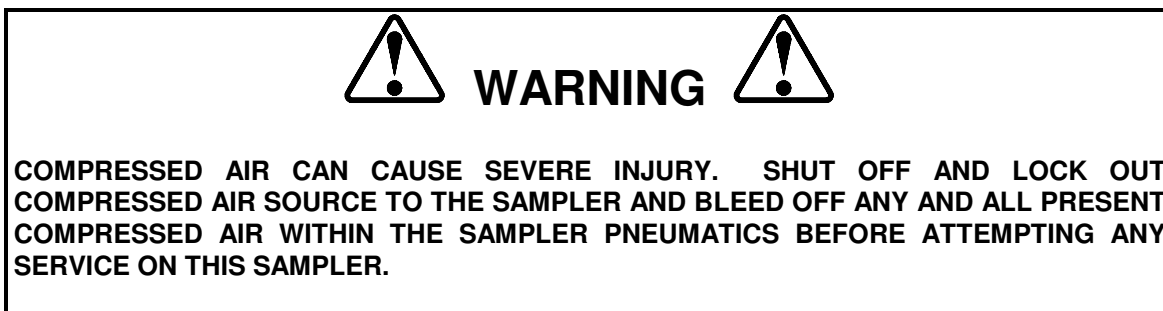 WARNING
COMPRESSED AIR CAN CAUSE SEVERE INJURY. SHUT OFF AND LOCK OUT
COMPRESSED AIR SOURCE TO THE SAMPLER AND BLEED OFF ANY AND ALL PRESENT
COMPRESSED AIR WITHIN THE SAMPLER PNEUMATICS BEFORE ATTEMPTING ANY
SERVICE ON THIS SAMPLER.